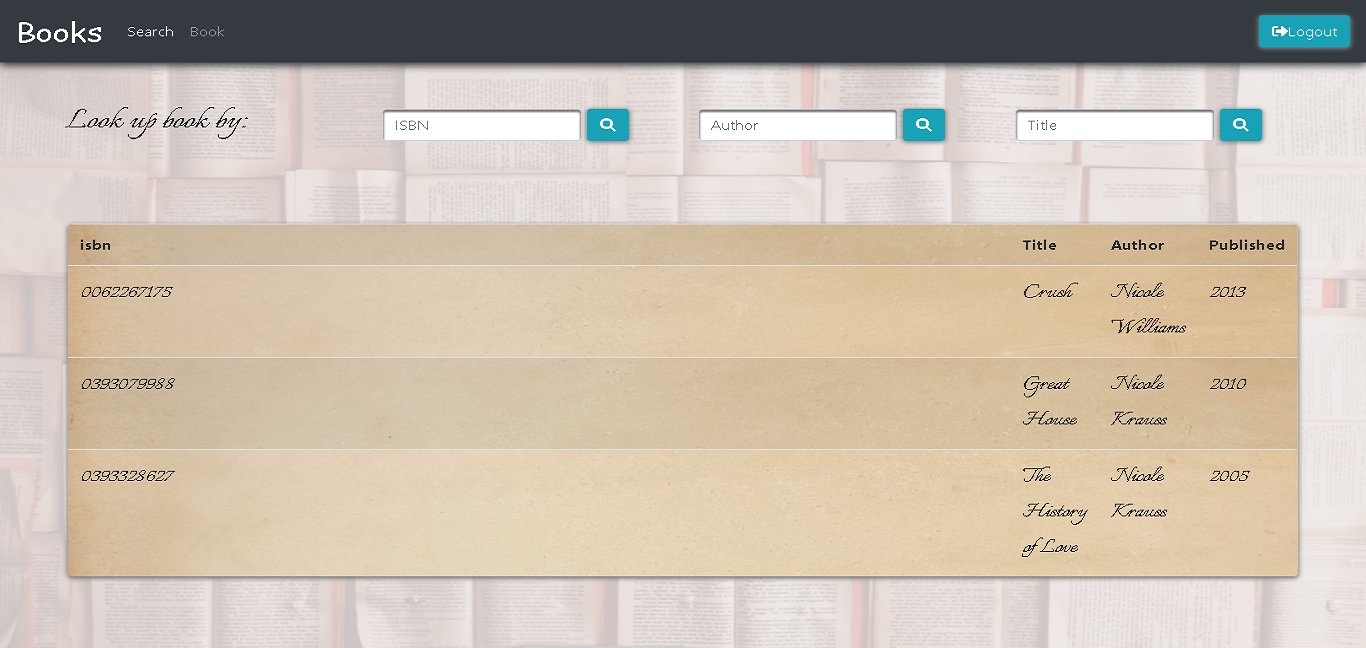 Books Search Book Logout
Look up book by: ISBN Author Title
isbn Title Author Published
0062267175 Crush Nicole 2013
Williams
0393079988 Great Nicole 2010
House Krauss
0393328627 The Nicole 2005
History Krauss
of Love